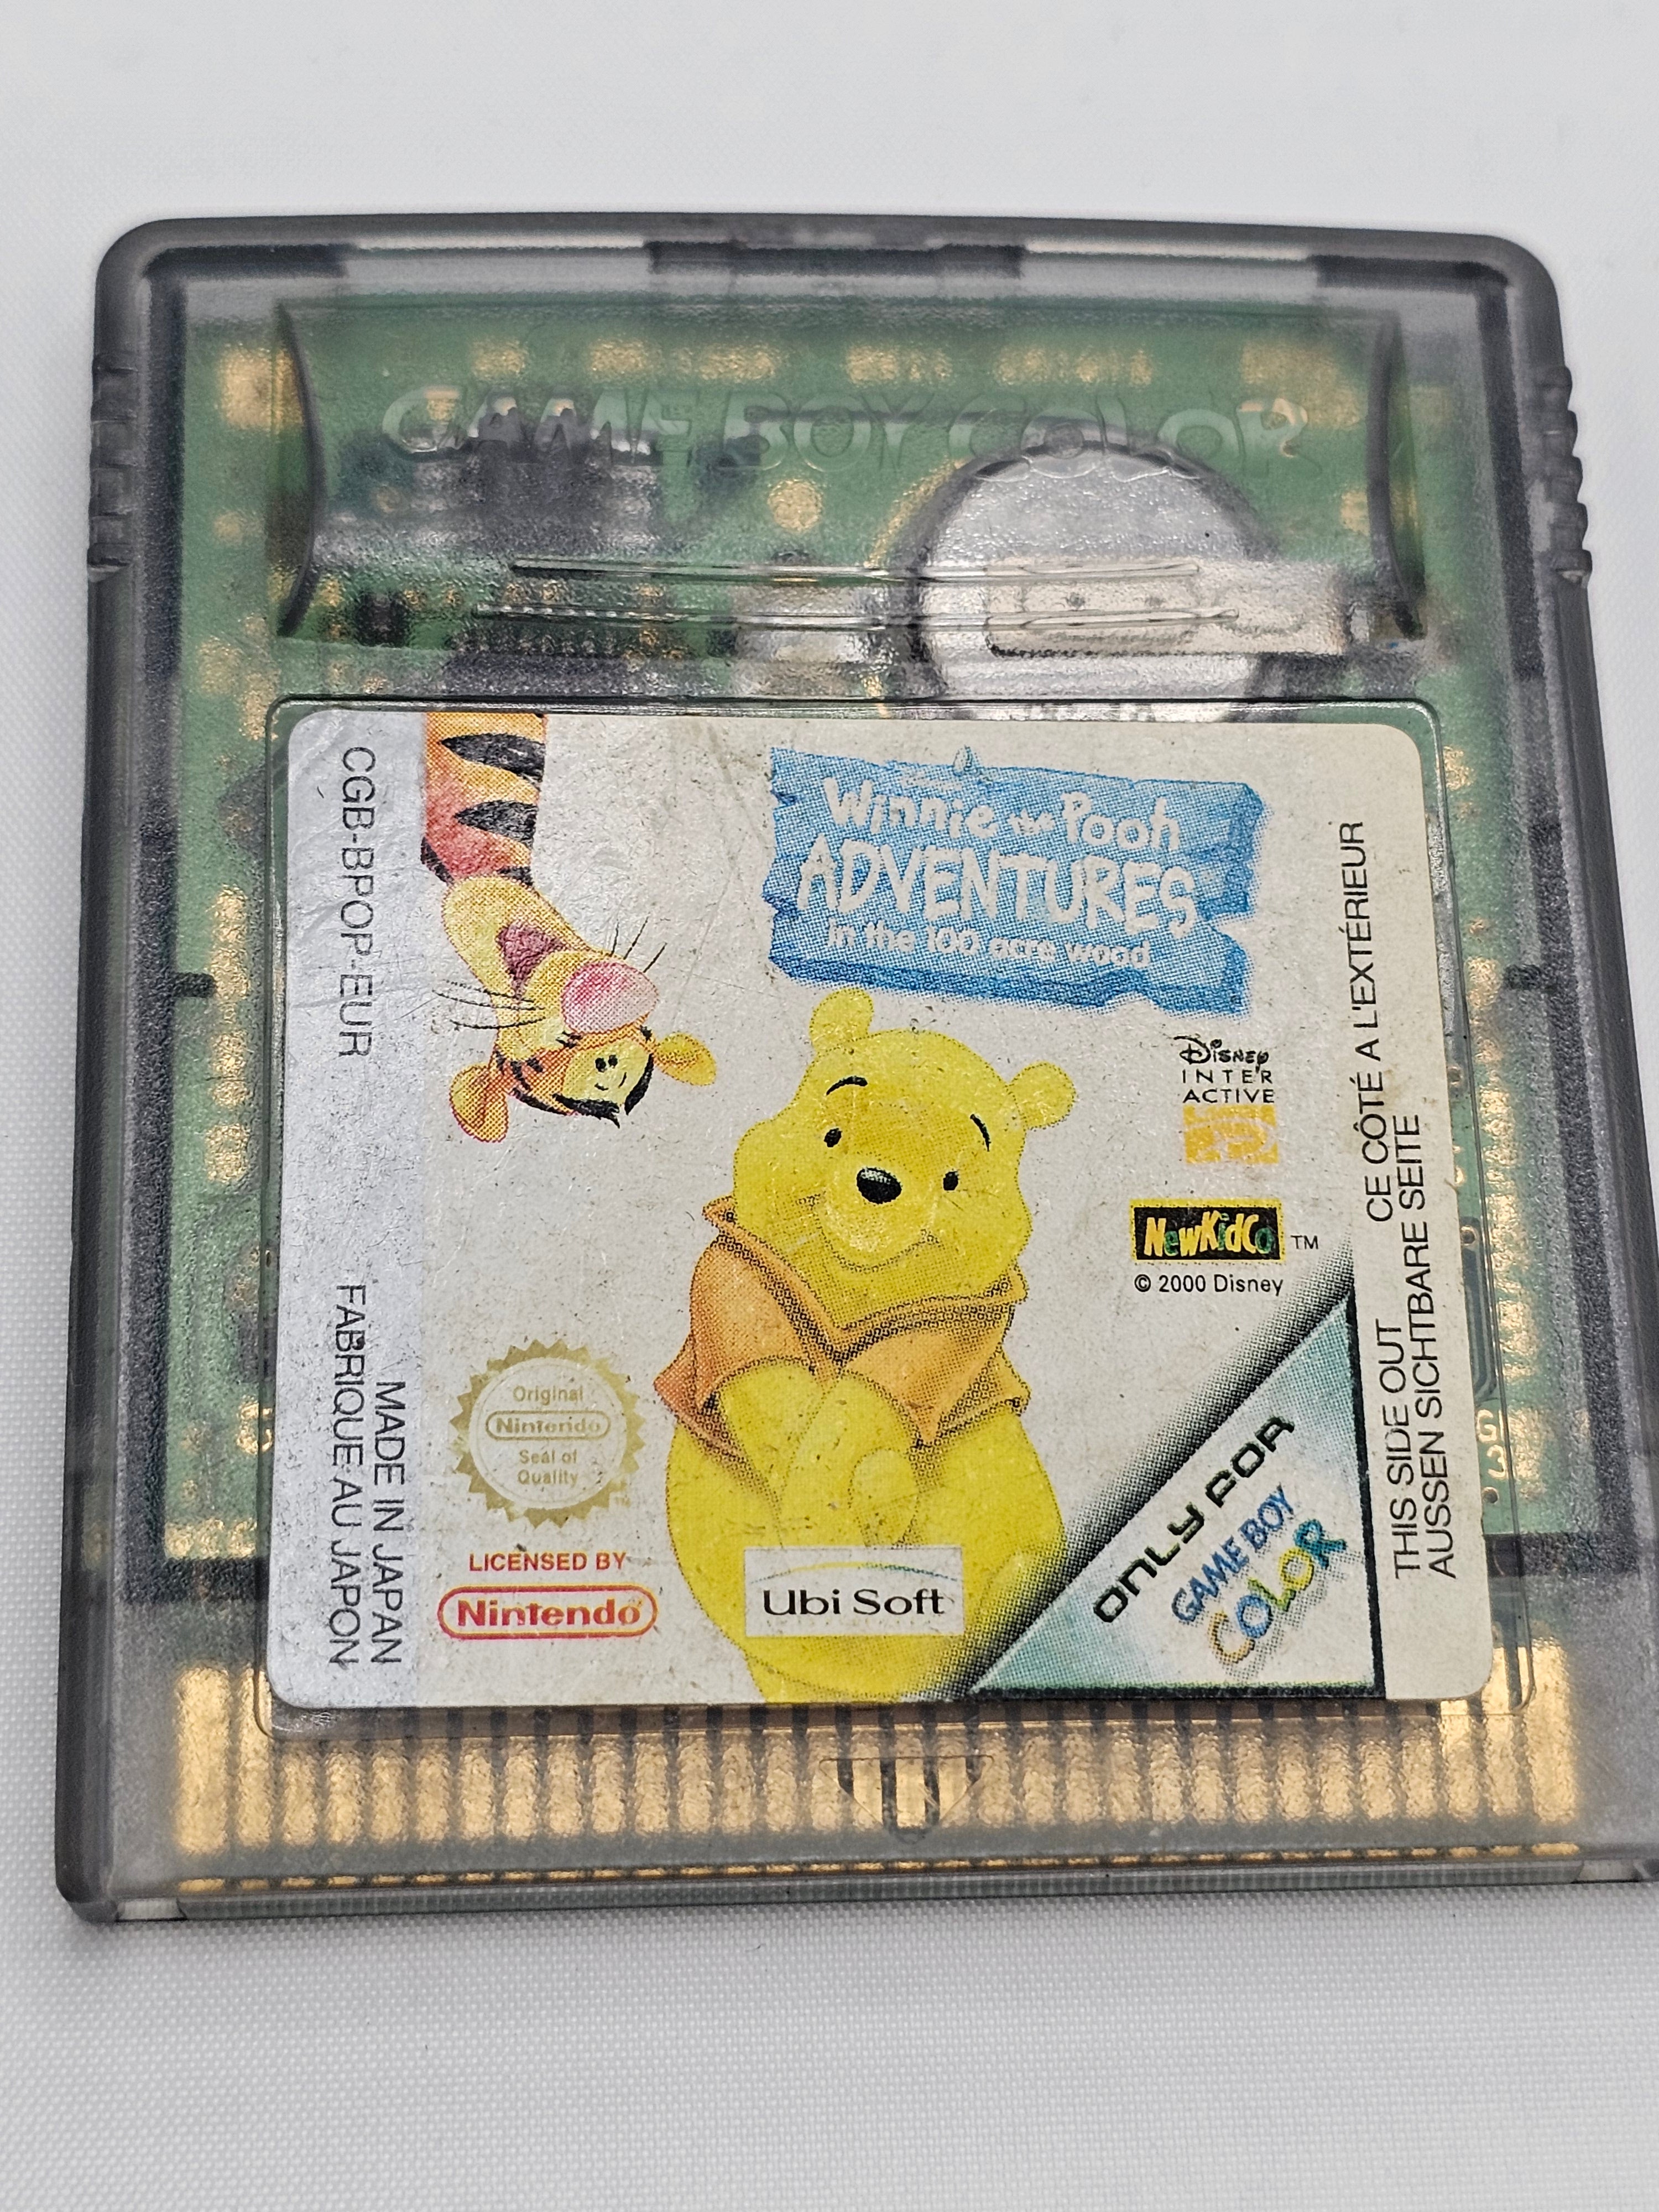 GAME BOY COLOR
Winnie the Pooh
ADVENTURES
in the 100 acre wood
CGB-BPOP-EUR
MADE IN JAPAN
FABRIQUE AU JAPON
Disney
INTER
ACTIVE
NewKidCo TM
© 2000 Disney
Original
Nintendo
Seal of
Quality
LICENSED BY
Nintendo
Ubi Soft
ONLY FOR
GAME BOY
COLOR
CE CÔTÉ A L'EXTÉRIEUR
THIS SIDE OUT
AUSSEN SICHTBARE SEITE